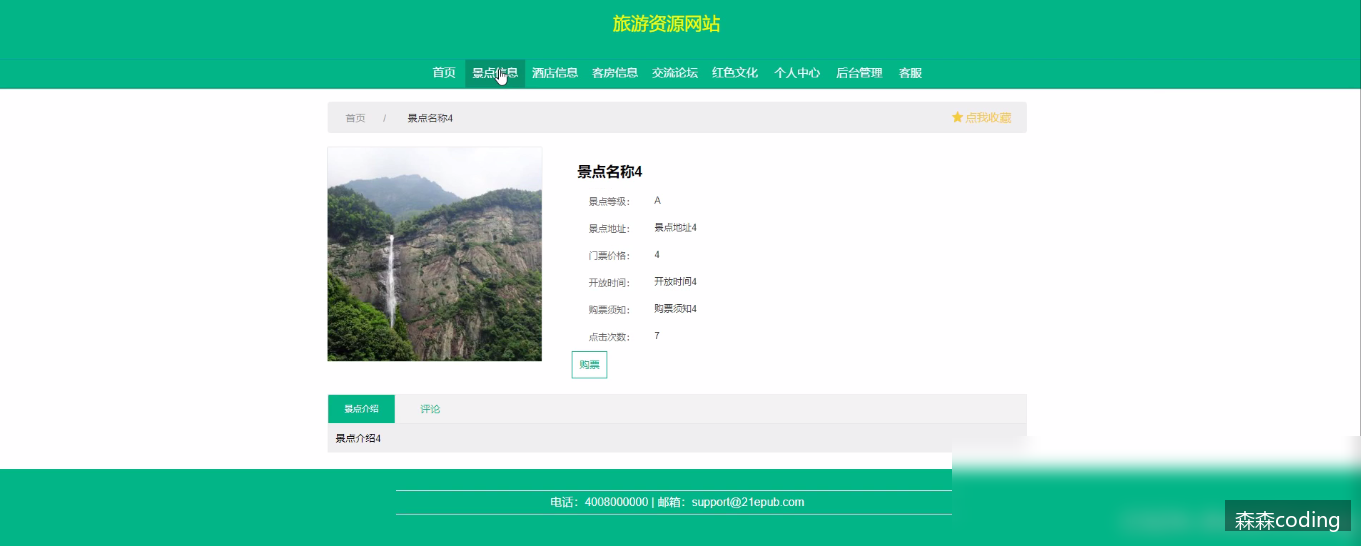 旅游资源网站
首页 景点信息 酒店信息 客房信息 交流论坛 红色文化 个人中心 后台管理 客服
首页 / 景点名称4 点我收藏
景点名称4
景点等级: A
景点地址: 景点地址4
门票价格: 4
开放时间: 开放时间4
购票须知: 购票须知4
点击次数: 7
购票
景点介绍 评论
景点介绍4
电话：4008000000 | 邮箱：support@21epub.com
森森coding